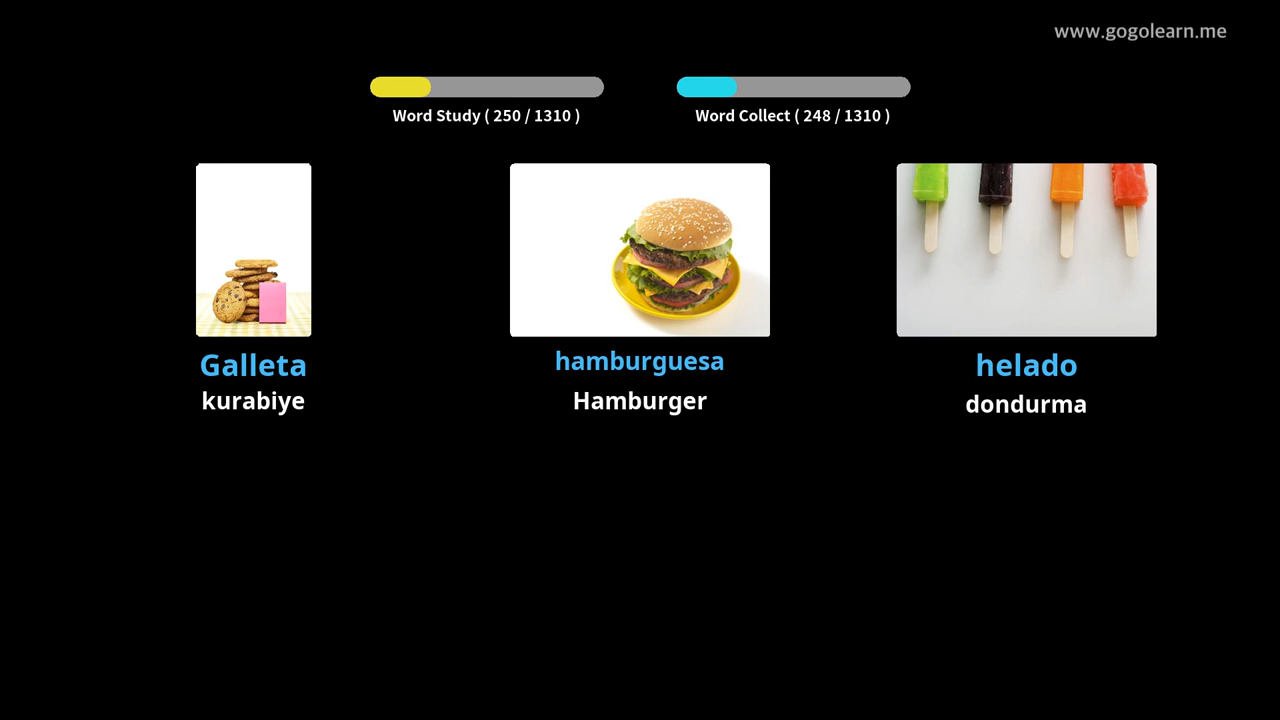 www.gogolearn.me
Word Study ( 250 / 1310 )
Word Collect ( 248 / 1310 )
Galleta
kurabiye
hamburguesa
Hamburger
helado
dondurma